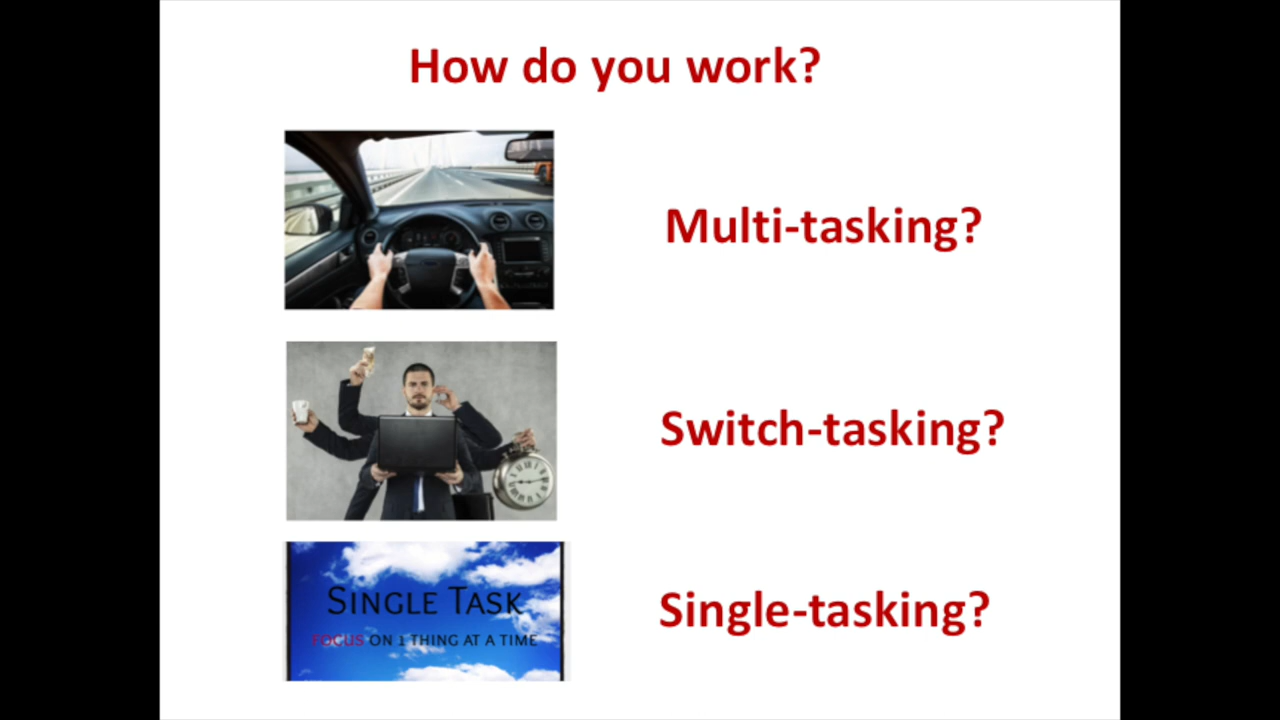 How do you work?
Multi-tasking?
Switch-tasking?
Single Task
FOCUS ON 1 THING AT A TIME
Single-tasking?